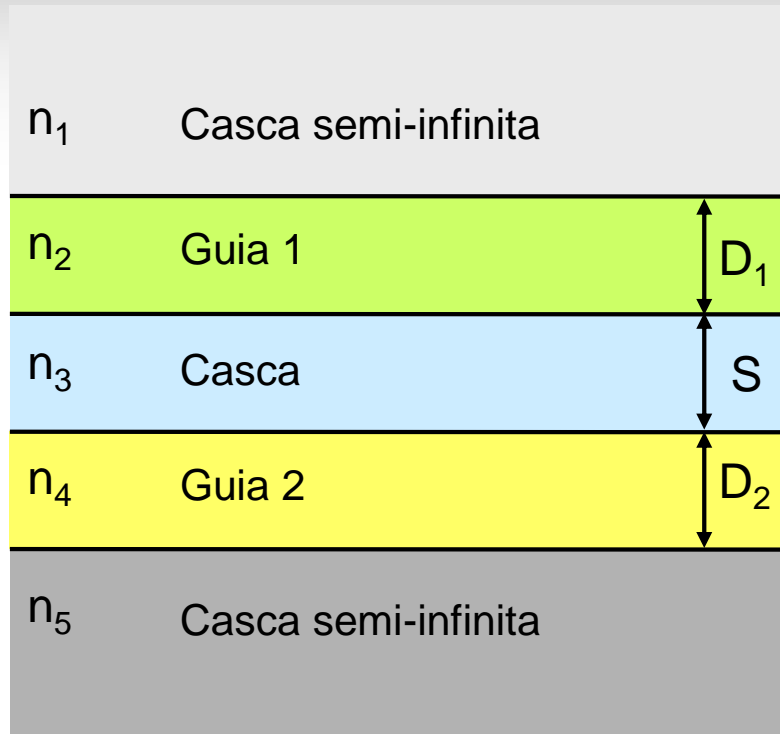 n₁ Casca semi-infinita
n₂ Guia 1 D₁
n₃ Casca S
n₄ Guia 2 D₂
n₅ Casca semi-infinita